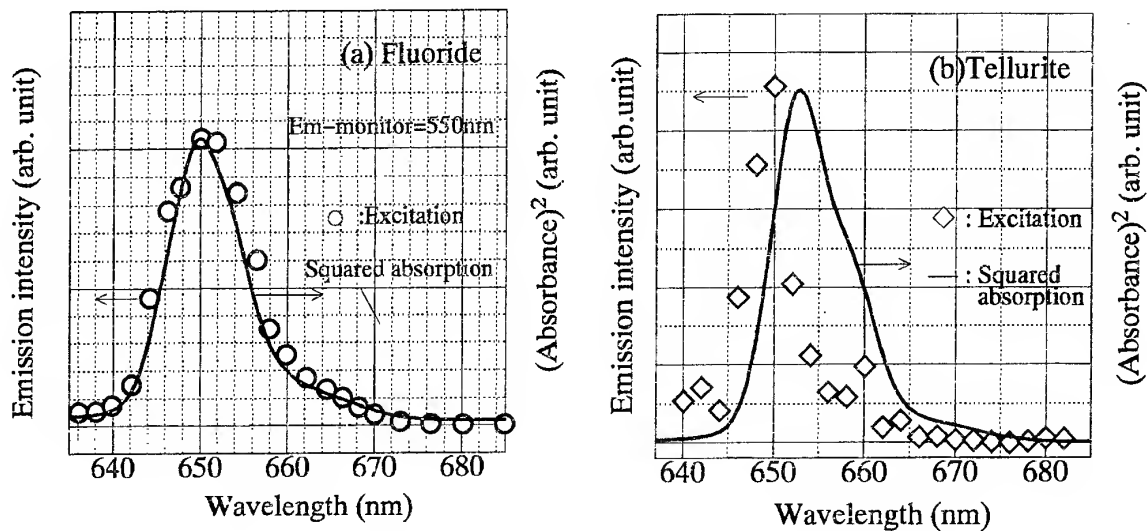 (a) Fluoride
Em-monitor=550nm
:Excitation
Squared absorption
Emission intensity (arb. unit)
(Absorbance)2 (arb. unit)
640 650 660 670 680
Wavelength (nm)
(b)Tellurite
: Excitation
: Squared
absorption
Emission intensity (arb.unit)
(Absorbance)2 (arb. unit)
640 650 660 670 680
Wavelength (nm)